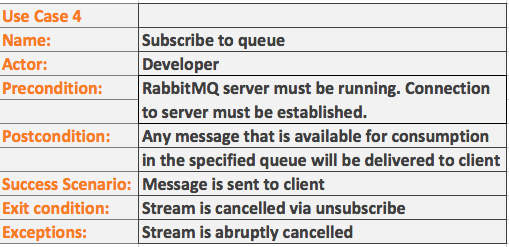 Use Case 4
Name: Subscribe to queue
Actor: Developer
Precondition: RabbitMQ server must be running. Connection
to server must be established.
Postcondition: Any message that is available for consumption
in the specified queue will be delivered to client
Success Scenario: Message is sent to client
Exit condition: Stream is cancelled via unsubscribe
Exceptions: Stream is abruptly cancelled